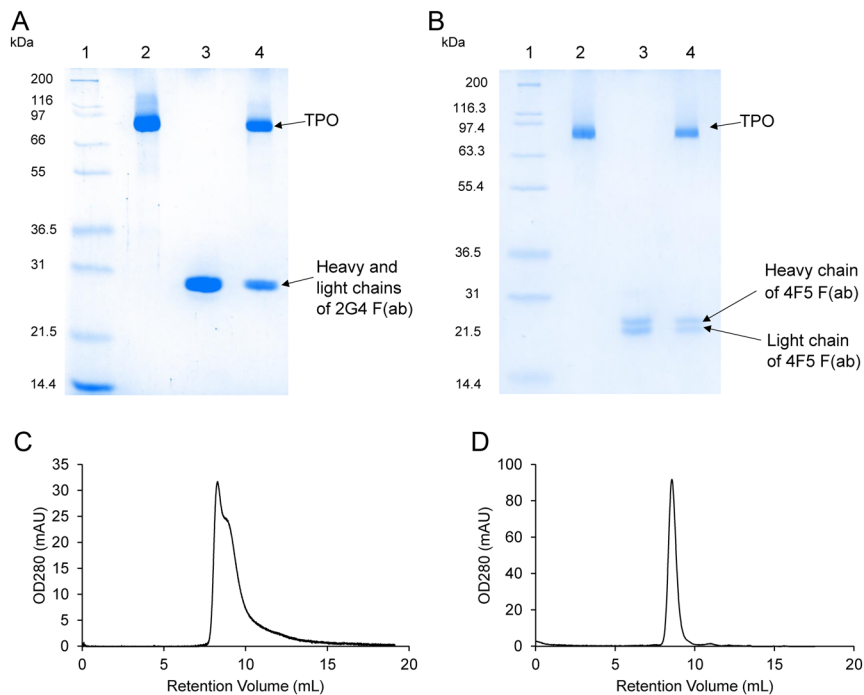 A
kDa
1 2 3 4
200
116
97
66
55
36.5
31
21.5
14.4
TPO
Heavy and
light chains
of 2G4 F(ab)
B
kDa
1 2 3 4
200
116.3
97.4
63.3
55.4
36.5
31
21.5
14.4
TPO
Heavy chain
of 4F5 F(ab)
Light chain
of 4F5 F(ab)
C
OD280 (mAU)
35
30
25
20
15
10
5
0
0 5 10 15 20
Retention Volume (mL)
D
OD280 (mAU)
100
80
60
40
20
0
0 5 10 15 20
Retention Volume (mL)